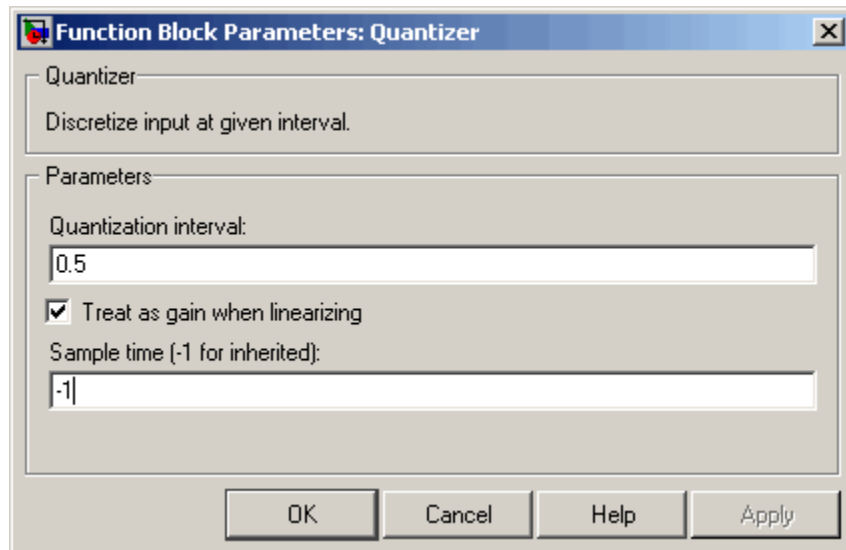 Function Block Parameters: Quantizer
Quantizer
Discretize input at given interval.
Parameters
Quantization interval:
0.5
Treat as gain when linearizing
Sample time (-1 for inherited):
-1
OK Cancel Help Apply